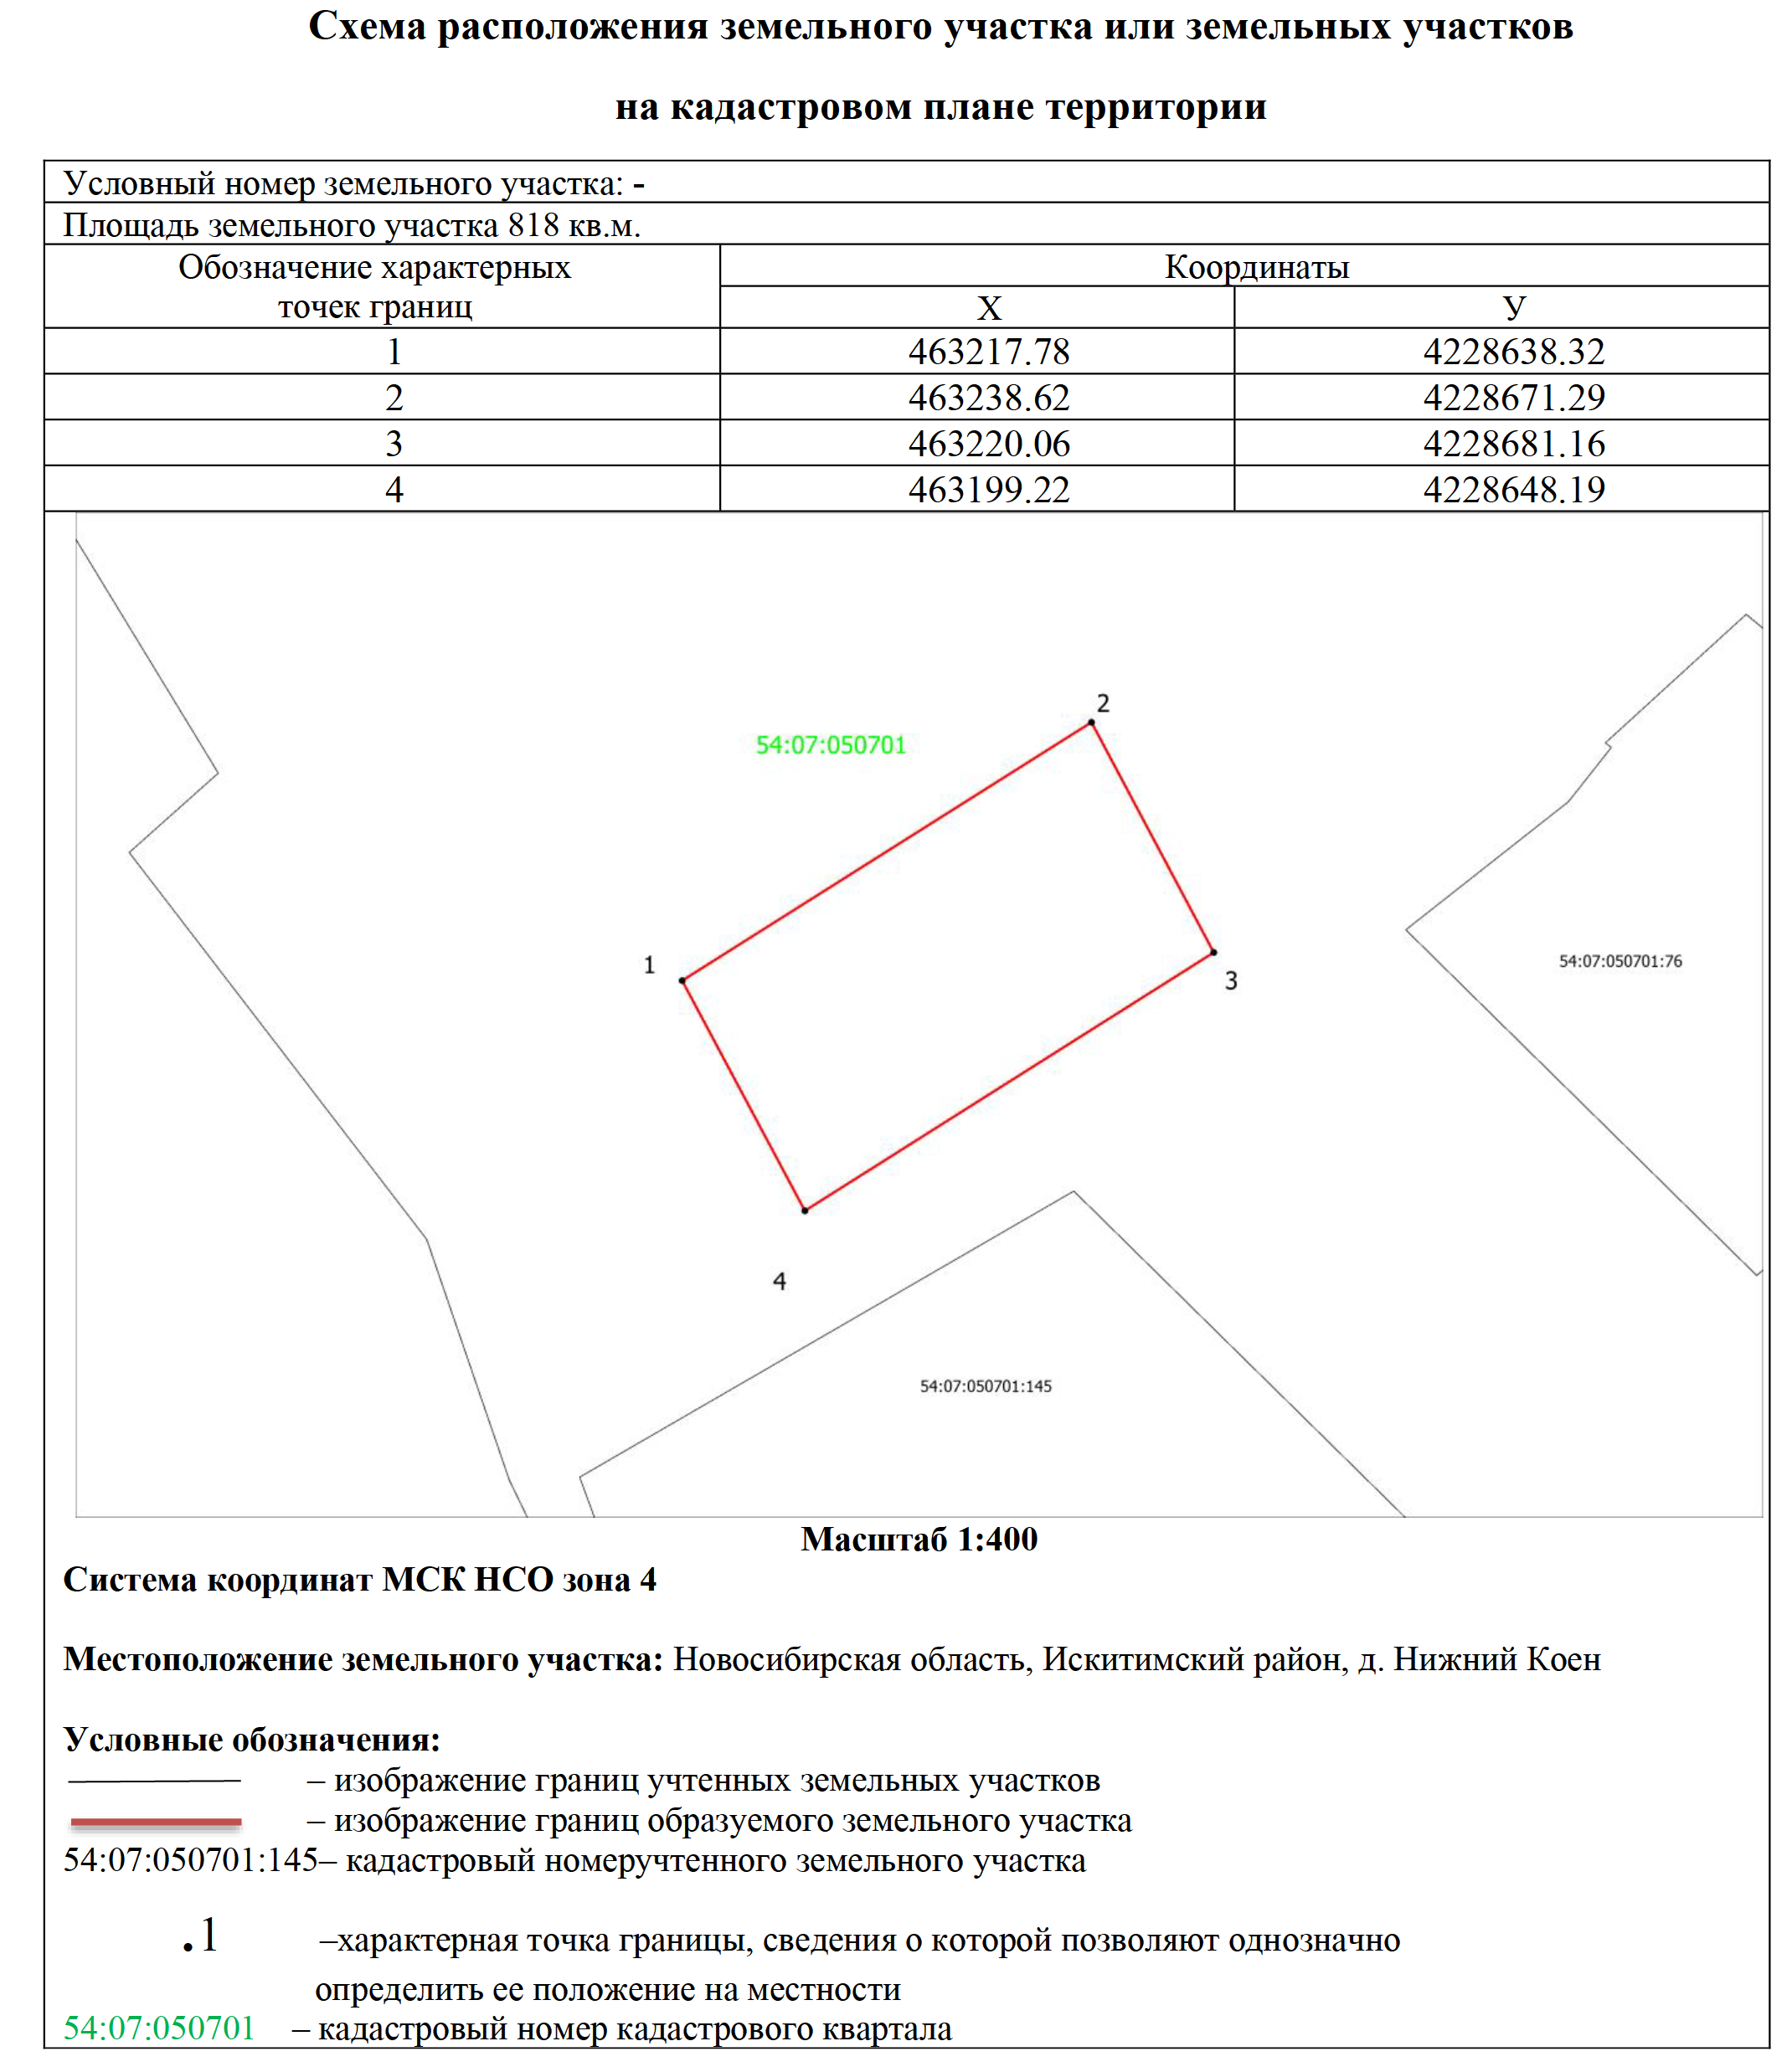 Схема расположения земельного участка или земельных участков
на кадастровом плане территории
Условный номер земельного участка: -
Площадь земельного участка 818 кв.м.
Обозначение характерных
точек границ
Координаты
Х
У
1
463217.78
4228638.32
2
463238.62
4228671.29
3
463220.06
4228681.16
4
463199.22
4228648.19
2
54:07:050701
1
3
54:07:050701:76
4
54:07:050701:145
Масштаб 1:400
Система координат МСК НСО зона 4
Местоположение земельного участка: Новосибирская область, Искитимский район, д. Нижний Коен
Условные обозначения:
– изображение границ учтенных земельных участков
– изображение границ образуемого земельного участка
54:07:050701:145– кадастровый номеручтенного земельного участка
.1 –характерная точка границы, сведения о которой позволяют однозначно
определить ее положение на местности
54:07:050701 – кадастровый номер кадастрового квартала